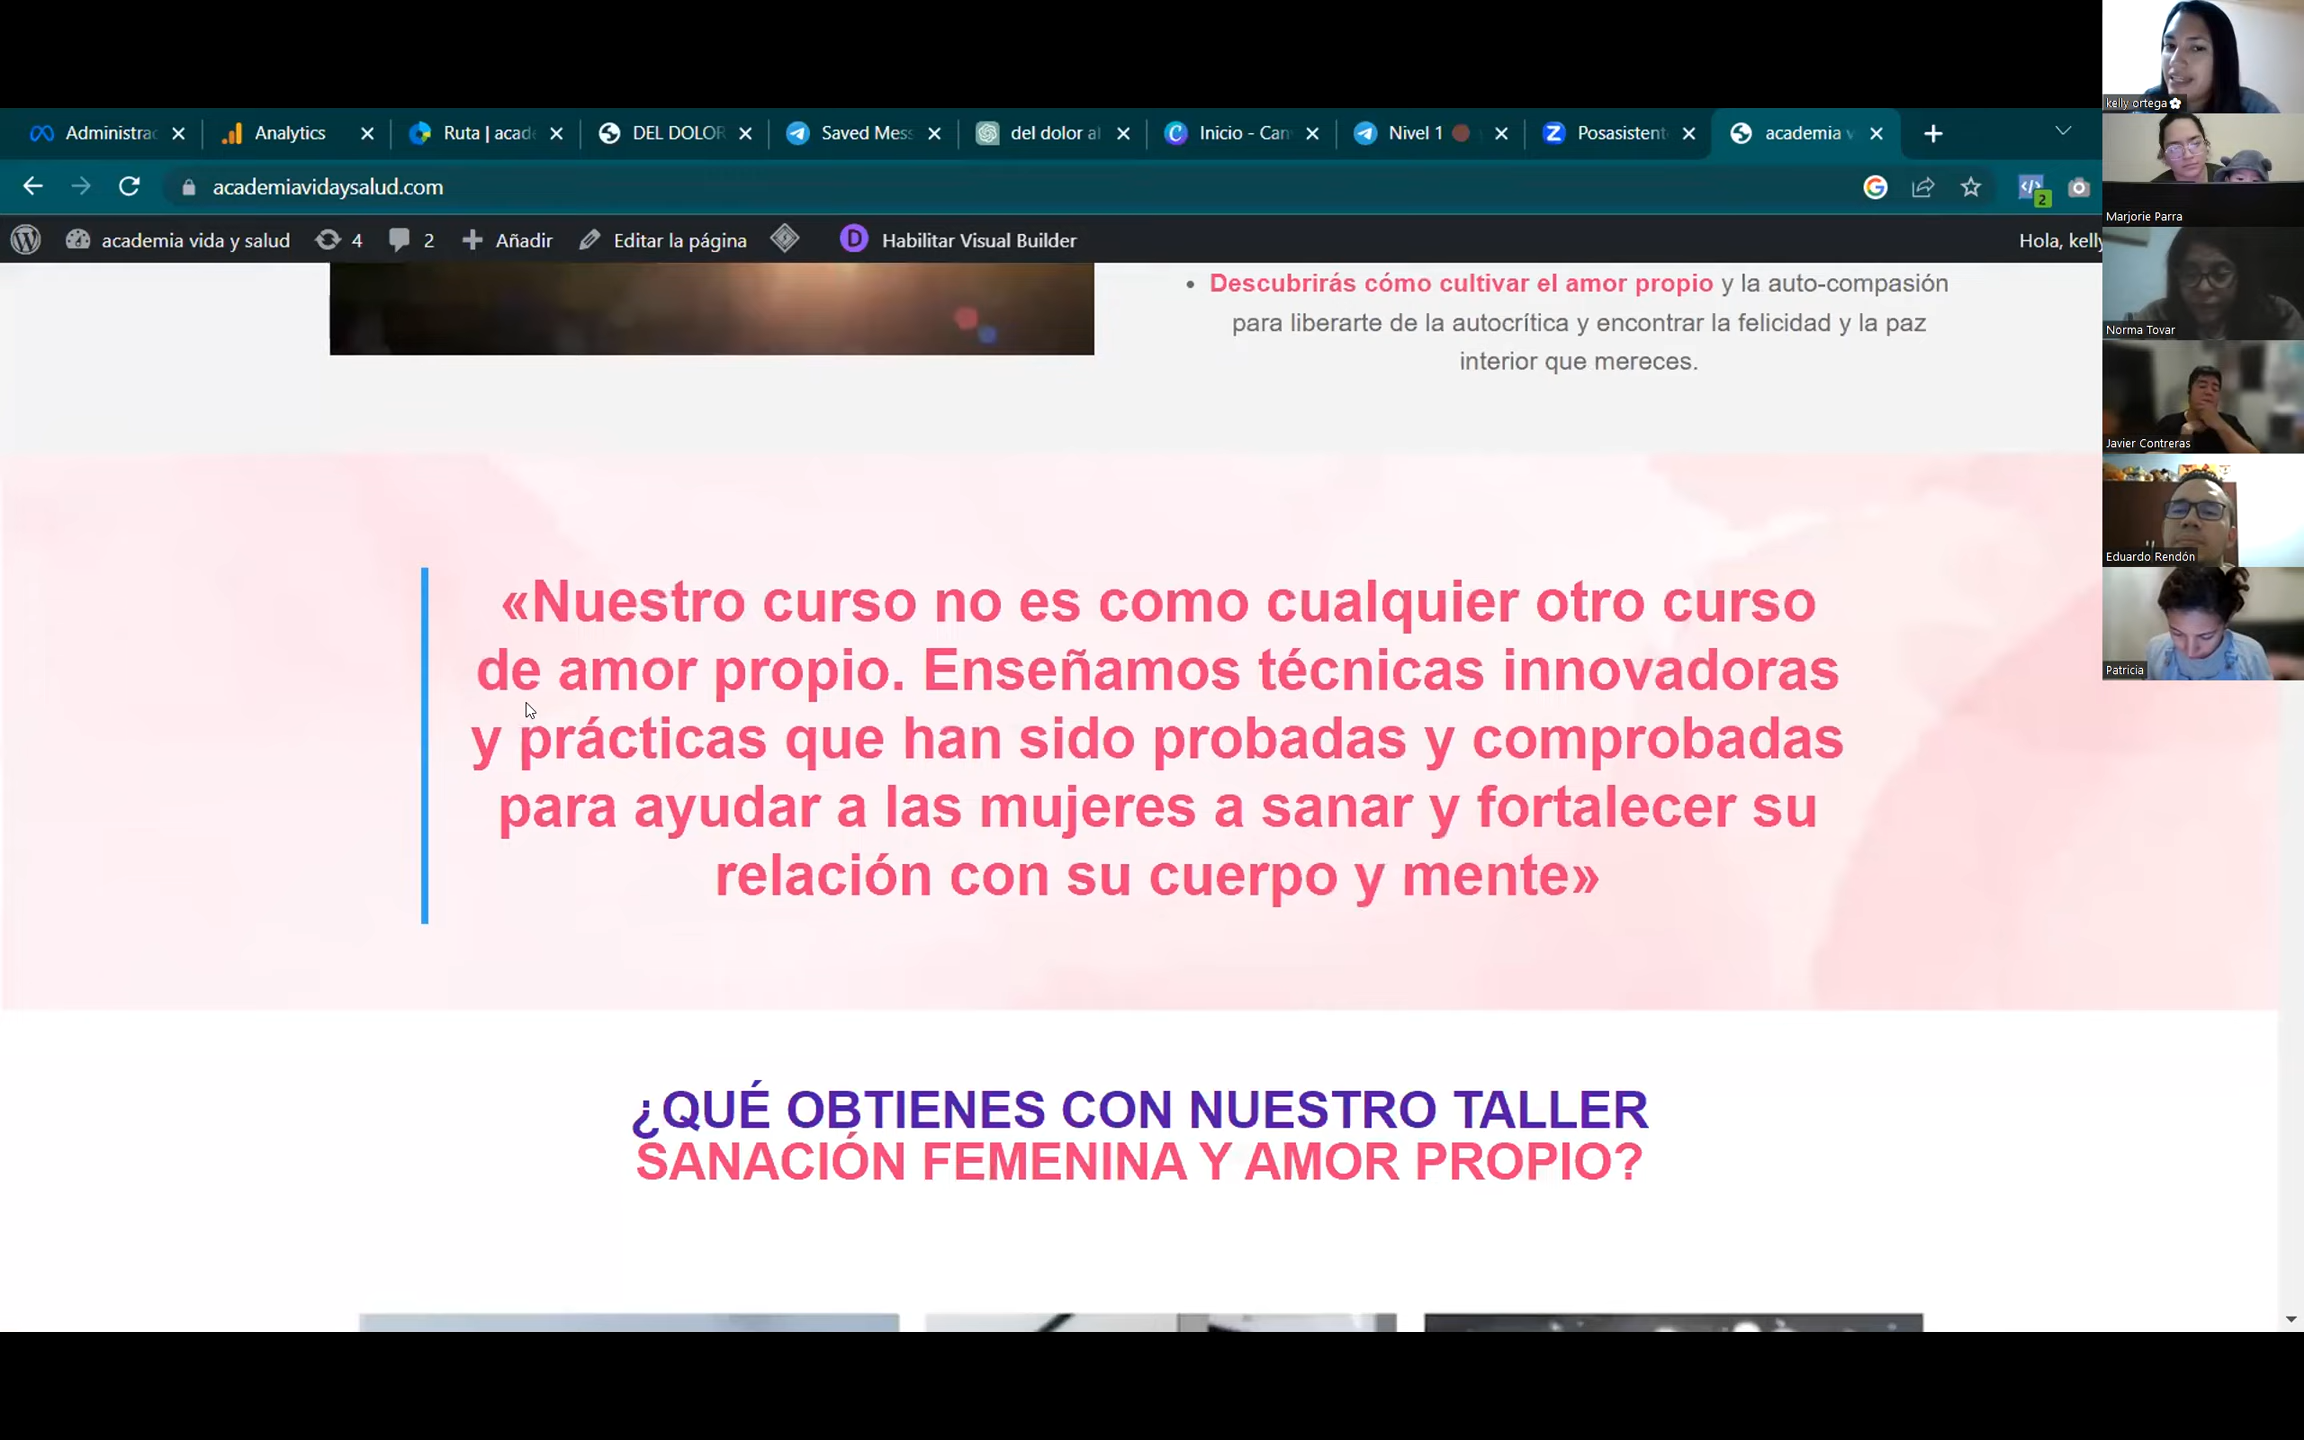 Administrac
Analytics
Ruta | acad
DEL DOLOR
Saved Mess
del dolor al
Inicio - Can
Nivel 1
Posasistent
academia v
academiavidaysalud.com
2
academia vida y salud
4
2
Añadir
Editar la página
D
Habilitar Visual Builder
Hola, kelly
• Descubrirás cómo cultivar el amor propio y la auto-compasión
para liberarte de la autocrítica y encontrar la felicidad y la paz
interior que mereces.
«Nuestro curso no es como cualquier otro curso
de amor propio. Enseñamos técnicas innovadoras
y prácticas que han sido probadas y comprobadas
para ayudar a las mujeres a sanar y fortalecer su
relación con su cuerpo y mente»
¿QUÉ OBTIENES CON NUESTRO TALLER
SANACIÓN FEMENINA Y AMOR PROPIO?
kelly ortega
Marjorie Parra
Norma Tovar
Javier Contreras
Eduardo Rendón
Patricia